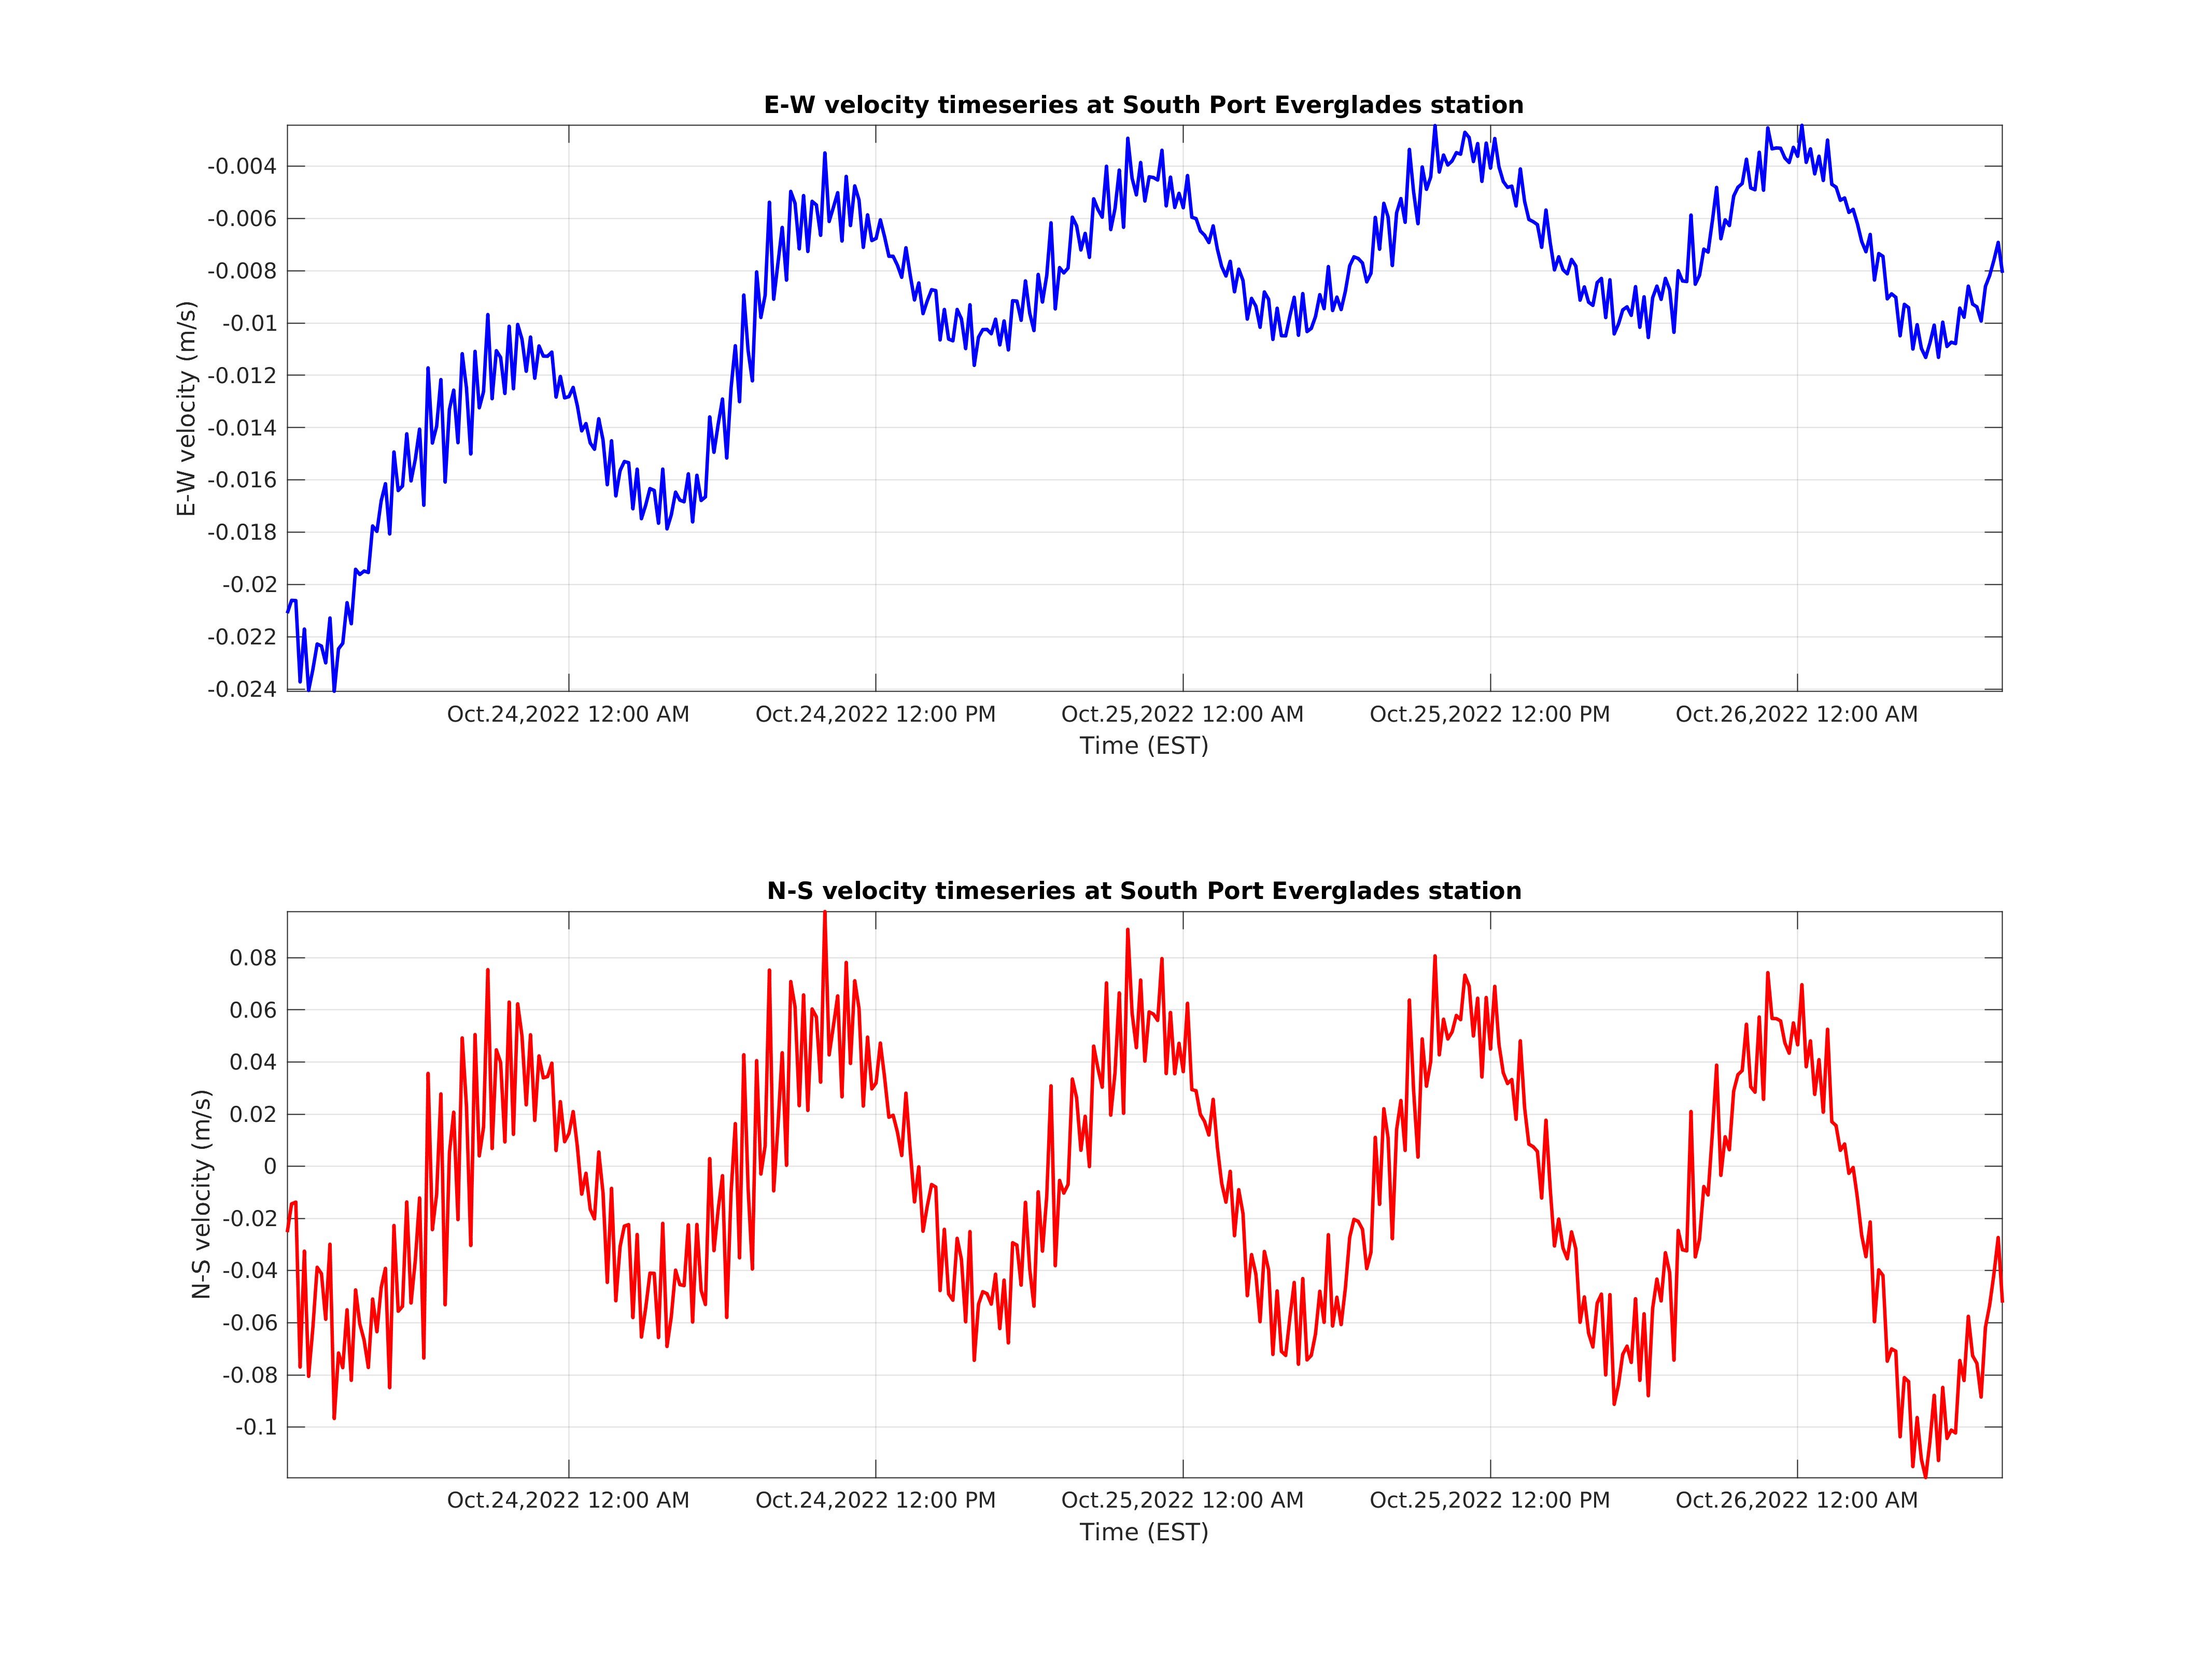 E-W velocity timeseries at South Port Everglades station
-0.004
-0.006
-0.008
-0.01
-0.012
-0.014
-0.016
-0.018
-0.02
-0.022
-0.024
E-W velocity (m/s)
Oct.24,2022 12:00 AM
Oct.24,2022 12:00 PM
Oct.25,2022 12:00 AM
Oct.25,2022 12:00 PM
Oct.26,2022 12:00 AM
Time (EST)
N-S velocity timeseries at South Port Everglades station
0.08
0.06
0.04
0.02
0
-0.02
-0.04
-0.06
-0.08
-0.1
N-S velocity (m/s)
Oct.24,2022 12:00 AM
Oct.24,2022 12:00 PM
Oct.25,2022 12:00 AM
Oct.25,2022 12:00 PM
Oct.26,2022 12:00 AM
Time (EST)